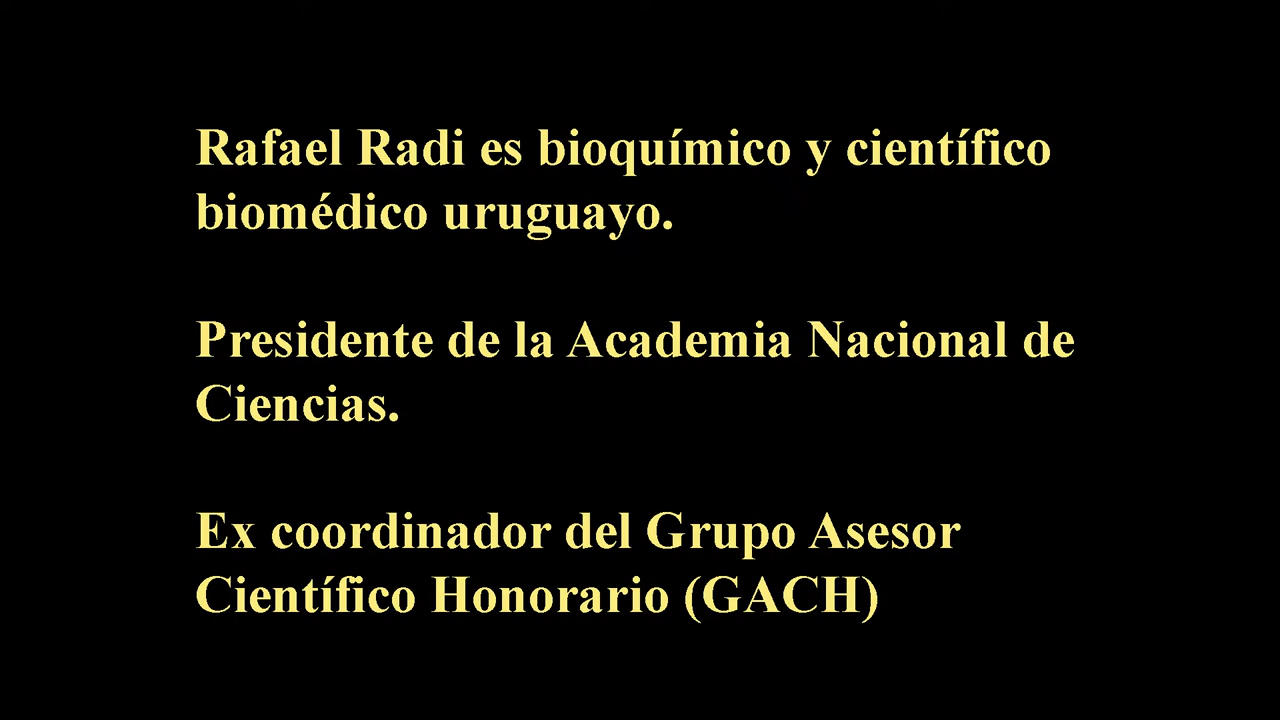 Rafael Radi es bioquímico y científico
biomédico uruguayo.
Presidente de la Academia Nacional de
Ciencias.
Ex coordinador del Grupo Asesor
Científico Honorario (GACH)